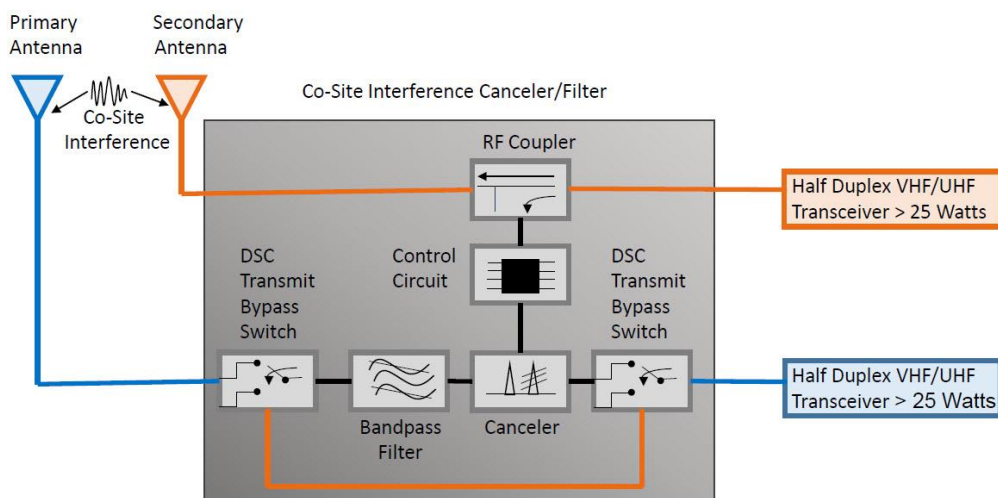 Primary
Antenna
Secondary
Antenna
Co-Site
Interference
Co-Site Interference Canceler/Filter
RF Coupler
Half Duplex VHF/UHF
Transceiver > 25 Watts
DSC
Transmit
Bypass
Switch
Control
Circuit
DSC
Transmit
Bypass
Switch
Half Duplex VHF/UHF
Transceiver > 25 Watts
Bandpass
Filter
Canceler